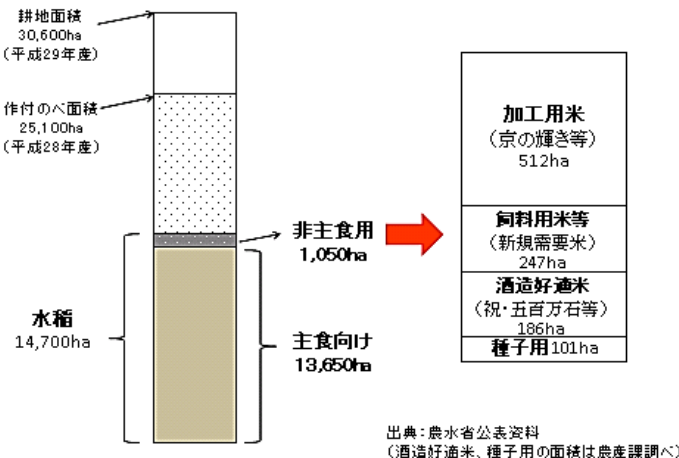 耕地面積
30,600ha
(平成29年産)
作付のべ面積
25,100ha
(平成28年産)
水稲
14,700ha
非主食用
1,050ha
主食向け
13,650ha
加工用米
(京の輝き等)
512ha
飼料用米等
(新規需要米)
247ha
酒造好適米
(祝・五百万石等)
186ha
種子用101ha
出典:農水省公表資料
(酒造好適米、種子用の面積は農産課調べ)